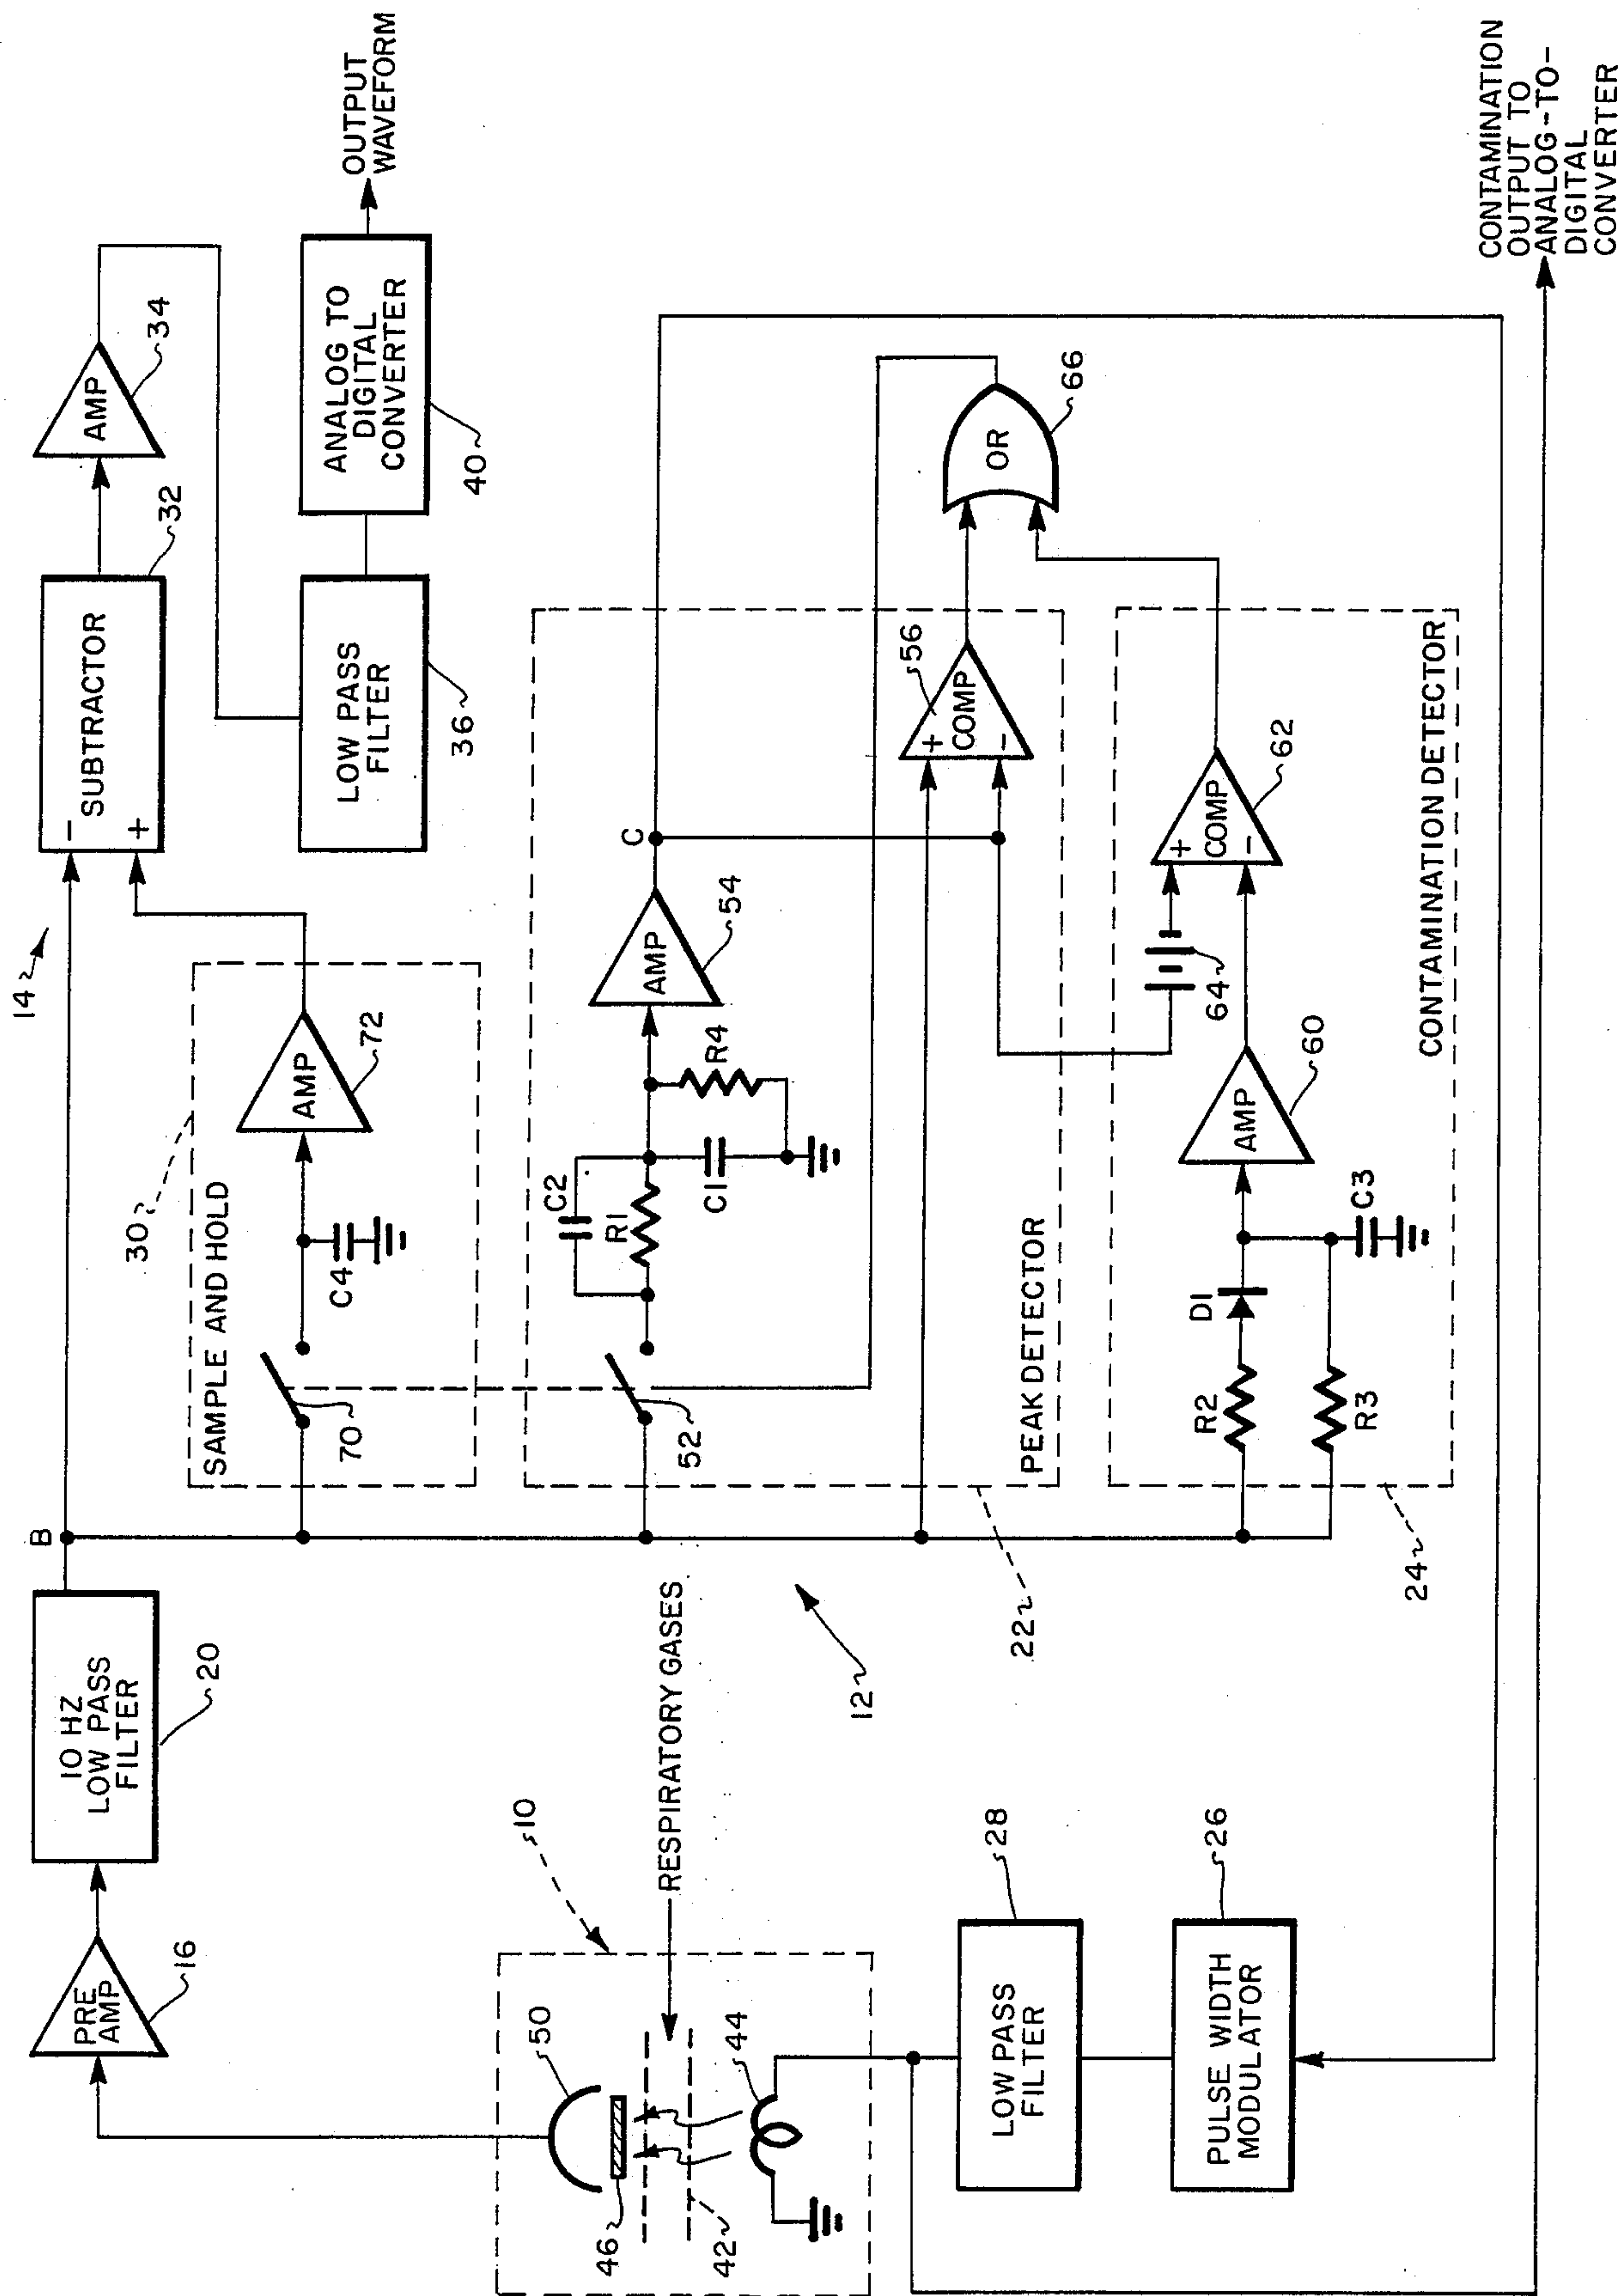 14
B
-
+
SUBTRACTOR
32
AMP
34
PRE
AMP
16
10 HZ
LOW PASS
FILTER
20
LOW PASS
FILTER
36
ANALOG TO
DIGITAL
CONVERTER
40
OUTPUT
WAVEFORM
30
SAMPLE AND HOLD
70
C4
AMP
72
10
50
46
42
44
RESPIRATORY GASES
12
52
C2
R1
C1
R4
AMP
54
C
PEAK DETECTOR
22
+
-
COMP
56
OR
66
R2
D1
R3
C3
AMP
60
64
+
-
COMP
62
CONTAMINATION DETECTOR
24
LOW PASS
FILTER
28
PULSE WIDTH
MODULATOR
26
CONTAMINATION
OUTPUT TO
ANALOG-TO-
DIGITAL
CONVERTER